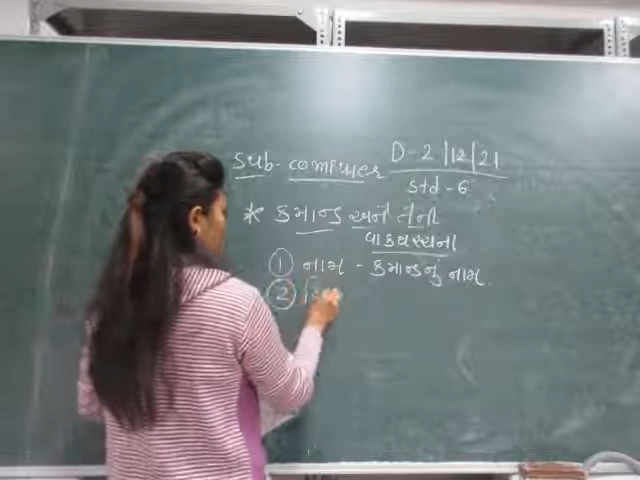 Sub- computer D-2/12/21
std-6
* કમાન્ડ અને તેની
વાક્યરચના
① નામ - કમાન્ડનું નામ.
②